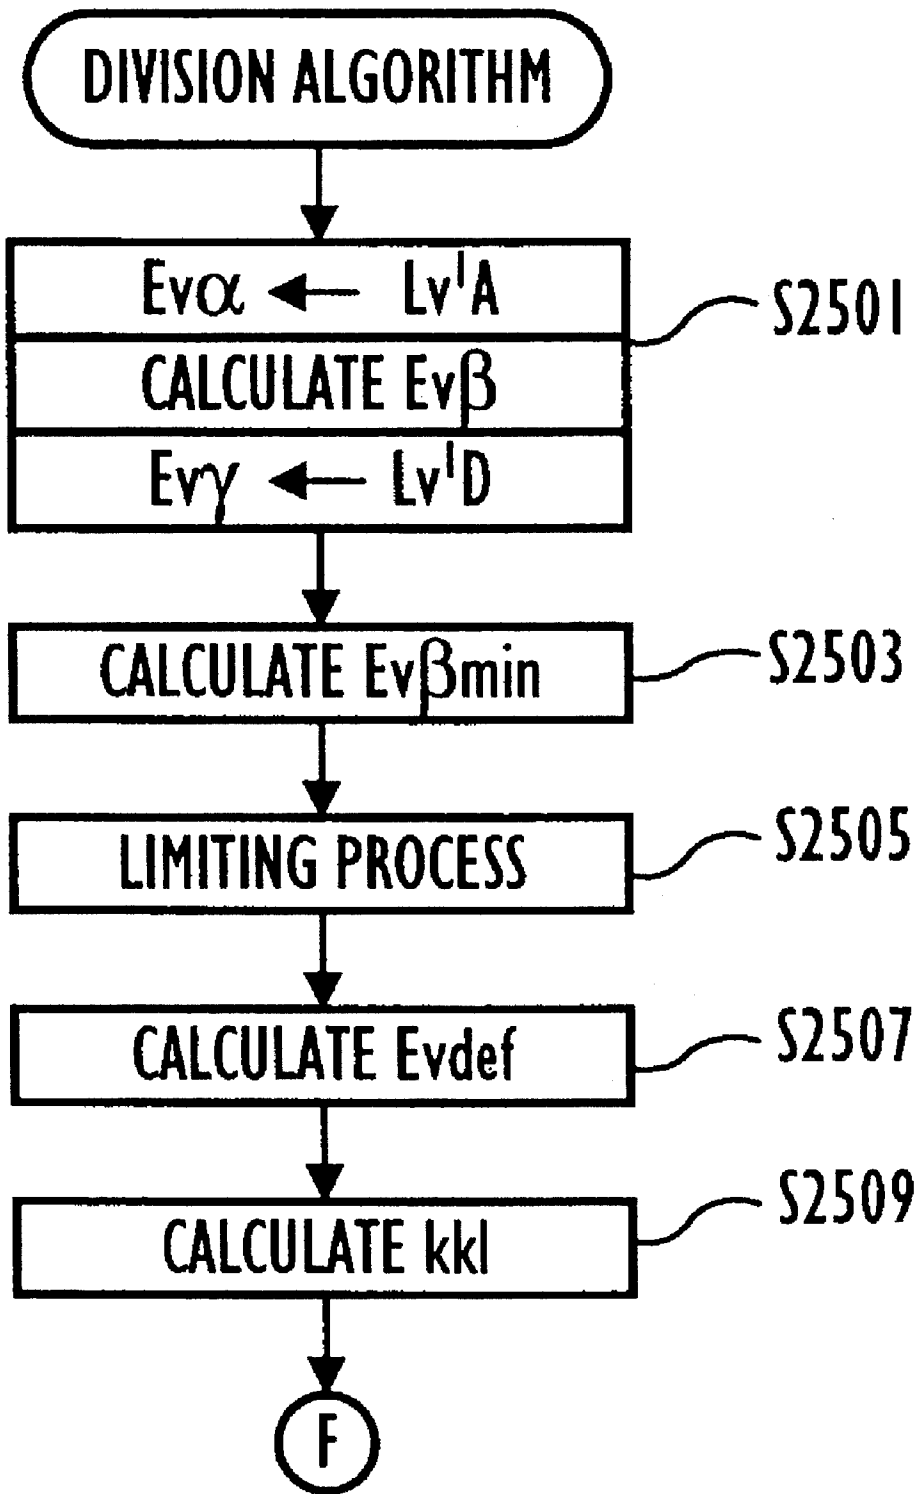 DIVISION ALGORITHM
Evα ← Lv'A
S2501
CALCULATE Evβ
Evγ ← Lv'D
CALCULATE Evβmin
S2503
LIMITING PROCESS
S2505
CALCULATE Evdef
S2507
CALCULATE kkl
S2509
F